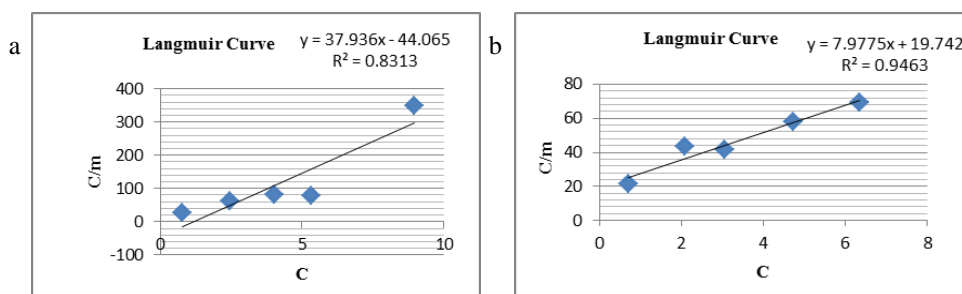 a
Langmuir Curve
y = 37.936x - 44.065
R² = 0.8313
400
300
200
100
0
-100
0
5
10
C/m
C
b
Langmuir Curve
y = 7.9775x + 19.742
R² = 0.9463
80
60
40
20
0
0
2
4
6
8
C/m
C